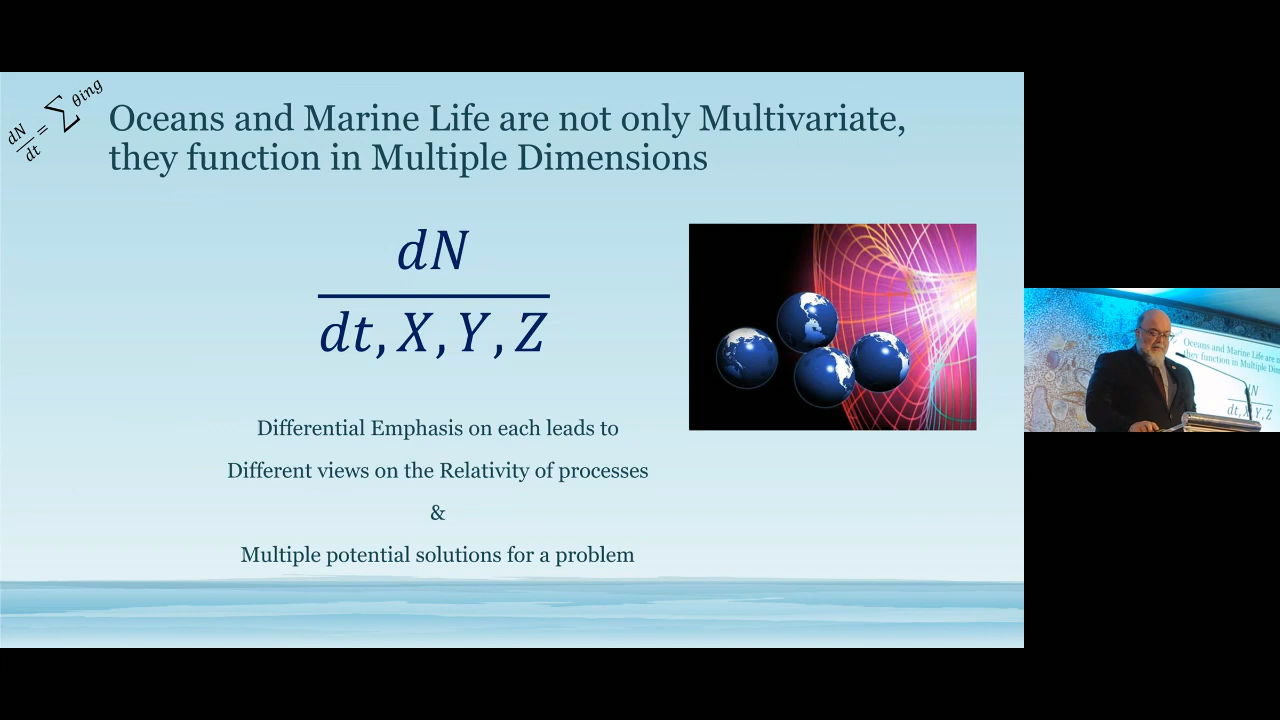 dN/dt = ∑ θing
Oceans and Marine Life are not only Multivariate,
they function in Multiple Dimensions
dN
dt, X, Y, Z
Differential Emphasis on each leads to
Different views on the Relativity of processes
&
Multiple potential solutions for a problem
Oceans and Marine Life are n
they function in Multiple Dimen
dN
dt, X, Y, Z